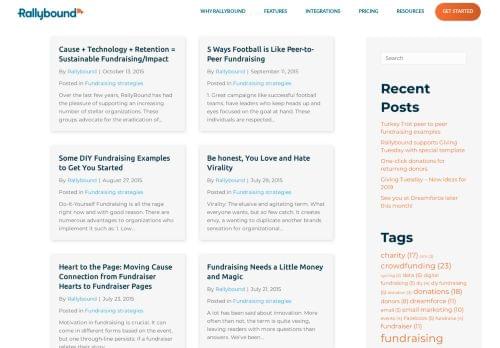 Rallybound
WHY RALLYBOUND
FEATURES
INTEGRATIONS
PRICING
RESOURCES
GET STARTED
Cause + Technology + Retention =
Sustainable Fundraising/Impact
By Rallybound | October 13, 2015
Posted in Fundraising strategies
Over the last few years, RallyBound has had
the pleasure of supporting an increasing
number of stellar organizations. These
groups advocate for the eradication of...
5 Ways Football is Like Peer-to-
Peer Fundraising
By Rallybound | September 11, 2015
Posted in Fundraising strategies
1. Great campaigns like successful football
teams, have leaders who keep heads up and
eyes focused on the goal at hand. These
individuals are respected...
Some DIY Fundraising Examples
to Get You Started
By Rallybound | August 27, 2015
Posted in Fundraising strategies
Do-It-Yourself Fundraising is all the rage
right now and with good reason. There are
numerous advantages to organizations who
implement it such as: 1. Low...
Be honest, You Love and Hate
Virality
By Rallybound | July 29, 2015
Posted in Fundraising strategies
Virality: The elusive and agitating term. What
everyone wants, but so few catch. It creates
envy, a wanting to duplicate another brands
sensation for organizational...
Heart to the Page: Moving Cause
Connection from Fundraiser
Hearts to Fundraiser Pages
By Rallybound | July 23, 2015
Posted in Fundraising strategies
Motivation in fundraising is crucial. It can
come in different forms based on the event,
but one through-line persists: if a fundraiser
relates their story
Fundraising Needs a Little Money
and Magic
By Rallybound | July 21, 2015
Posted in Fundraising strategies
A lot has been said about innovation. More
often than not, the term is quite vexing,
leaving readers with more questions than
answers. We've been...
Search
Recent
Posts
Turkey Trot peer to peer
fundraising examples
Rallybound supports Giving
Tuesday with special template
One-click donations for
returning donors
Giving Tuesday – New ideas for
2019
See you at Dreamforce later
this month!
Tags
charity (17)
crowdfunding (23)
data (5) digital
fundraising (5) diy (4) diy fundraising
(5) donations (18)
donors (8) dreamforce (11)
email (5) email marketing (10)
events (4) Facebook (5)
fundraiser (11)
fundraising